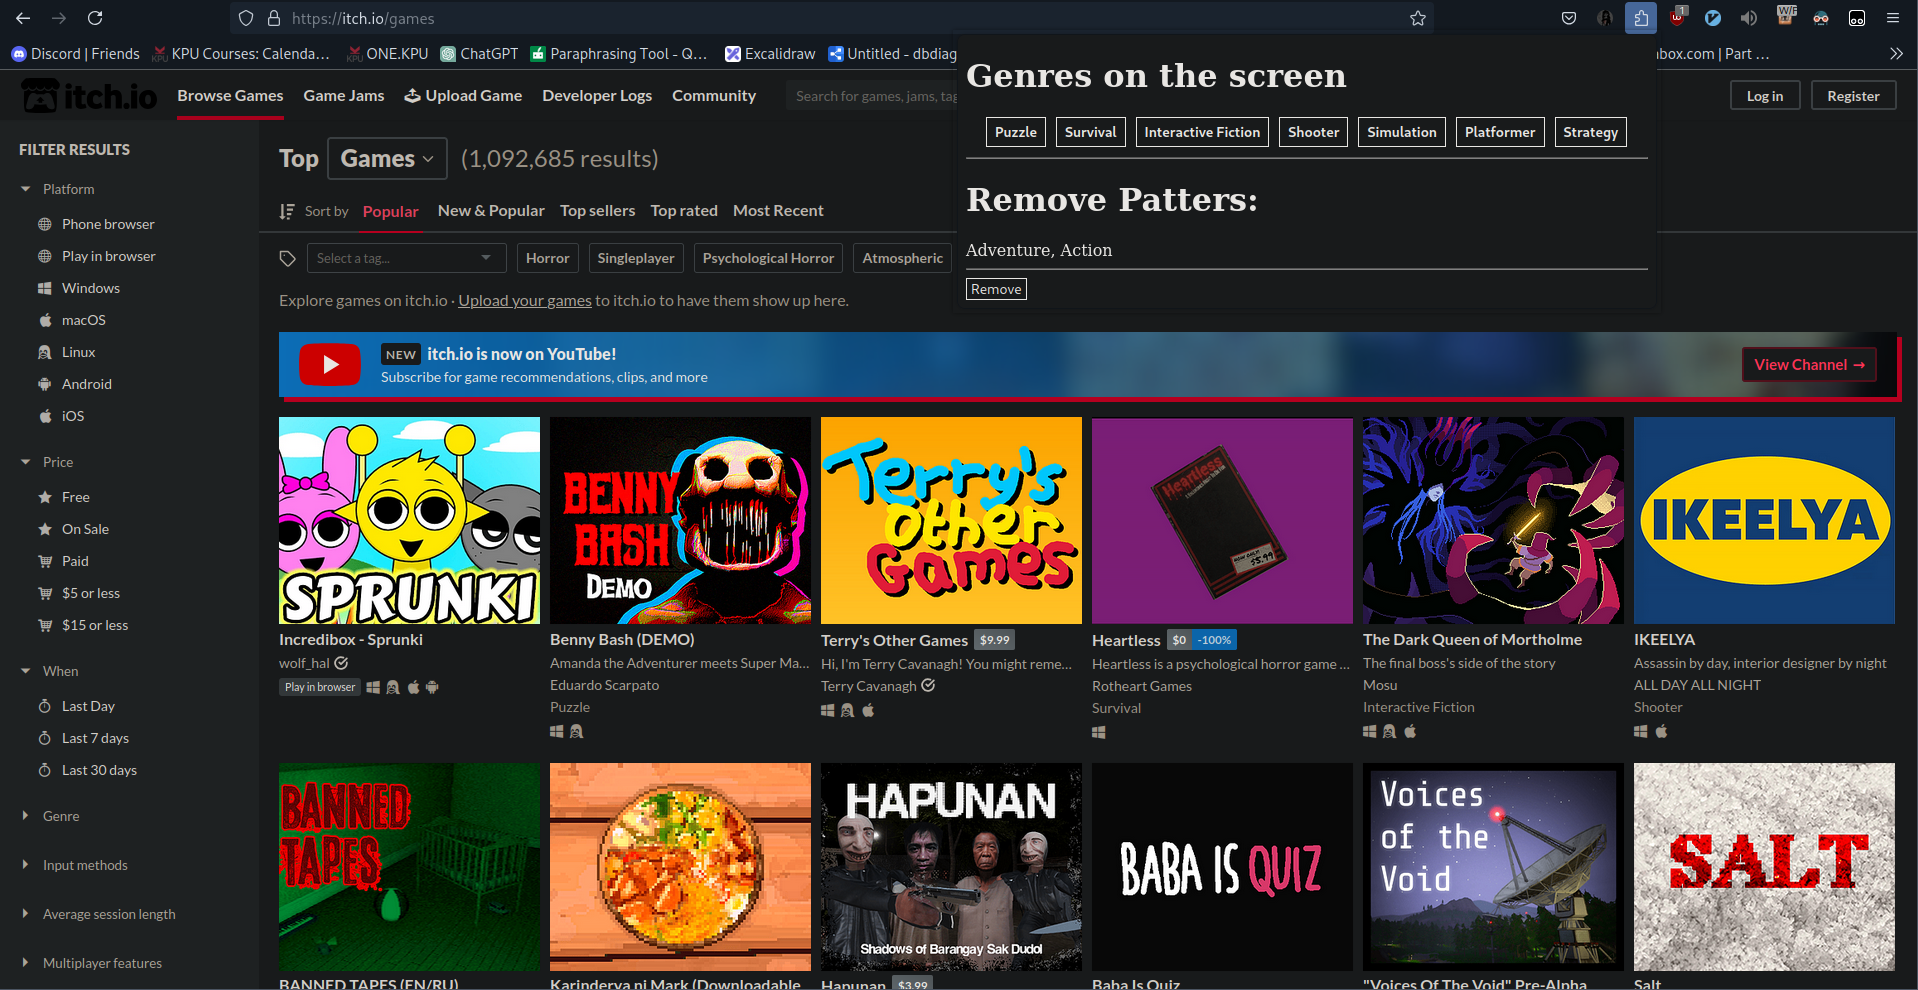 https://itch.io/games
1
W/F
Discord | Friends
KPU Courses: Calenda...
ONE.KPU
ChatGPT
Paraphrasing Tool - Q...
Excalidraw
Untitled - dbdiag
box.com | Part ...
itch.io
Browse Games
Game Jams
Upload Game
Developer Logs
Community
Search for games, jams, tag
Log in
Register
Genres on the screen
Puzzle
Survival
Interactive Fiction
Shooter
Simulation
Platformer
Strategy
Remove Patters:
Adventure, Action
Remove
FILTER RESULTS
Platform
Phone browser
Play in browser
Windows
macOS
Linux
Android
iOS
Price
Free
On Sale
Paid
$5 or less
$15 or less
When
Last Day
Last 7 days
Last 30 days
Genre
Input methods
Average session length
Multiplayer features
Top Games (1,092,685 results)
Sort by Popular New & Popular Top sellers Top rated Most Recent
Select a tag...
Horror
Singleplayer
Psychological Horror
Atmospheric
Explore games on itch.io · Upload your games to itch.io to have them show up here.
NEW itch.io is now on YouTube!
Subscribe for game recommendations, clips, and more
View Channel →
SPRUNKI
Incredibox - Sprunki
wolf_hal
Play in browser
BENNY
BASH
DEMO
Benny Bash (DEMO)
Amanda the Adventurer meets Super Ma...
Eduardo Scarpato
Puzzle
Terry's
Other
Games
Terry's Other Games $9.99
Hi, I'm Terry Cavanagh! You might reme...
Terry Cavanagh
Heartless
$5.99
Heartless $0 -100%
Heartless is a psychological horror game ...
Rotheart Games
Survival
The Dark Queen of Mortholme
The final boss's side of the story
Mosu
Interactive Fiction
IKEELYA
IKEELYA
Assassin by day, interior designer by night
ALL DAY ALL NIGHT
Shooter
BANNED
TAPES
BANNED TAPES (EN/RU)
Karinderya ni Mark (Downloadable
HAPUNAN
Shadows of Barangay Sak Dudol
Hapunan $3.99
BABA IS QUIZ
Baba Is Quiz
Voices
of the
Void
"Voices Of The Void" Pre-Alpha
SALT
Salt